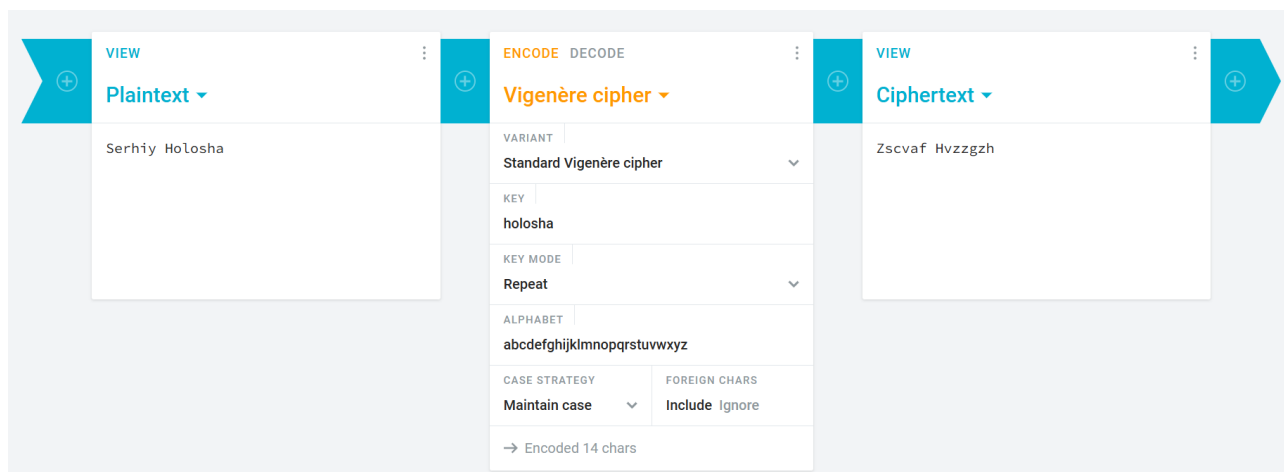 VIEW
Plaintext
Serhiy Holosha
ENCODE DECODE
Vigenère cipher
VARIANT
Standard Vigenère cipher
KEY
holosha
KEY MODE
Repeat
ALPHABET
abcdefghijklmnopqrstuvwxyz
CASE STRATEGY
Maintain case
FOREIGN CHARS
Include Ignore
→ Encoded 14 chars
VIEW
Ciphertext
Zscvaf Hvzzgzh